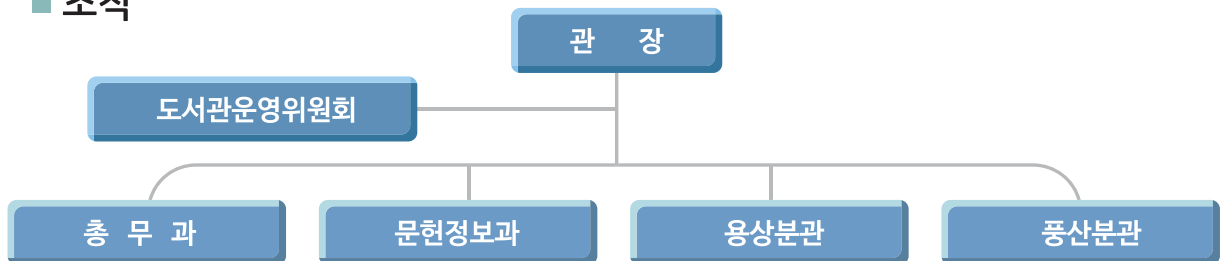 조직
관 장
도서관운영위원회
총 무 과
문헌정보과
용상분관
풍산분관